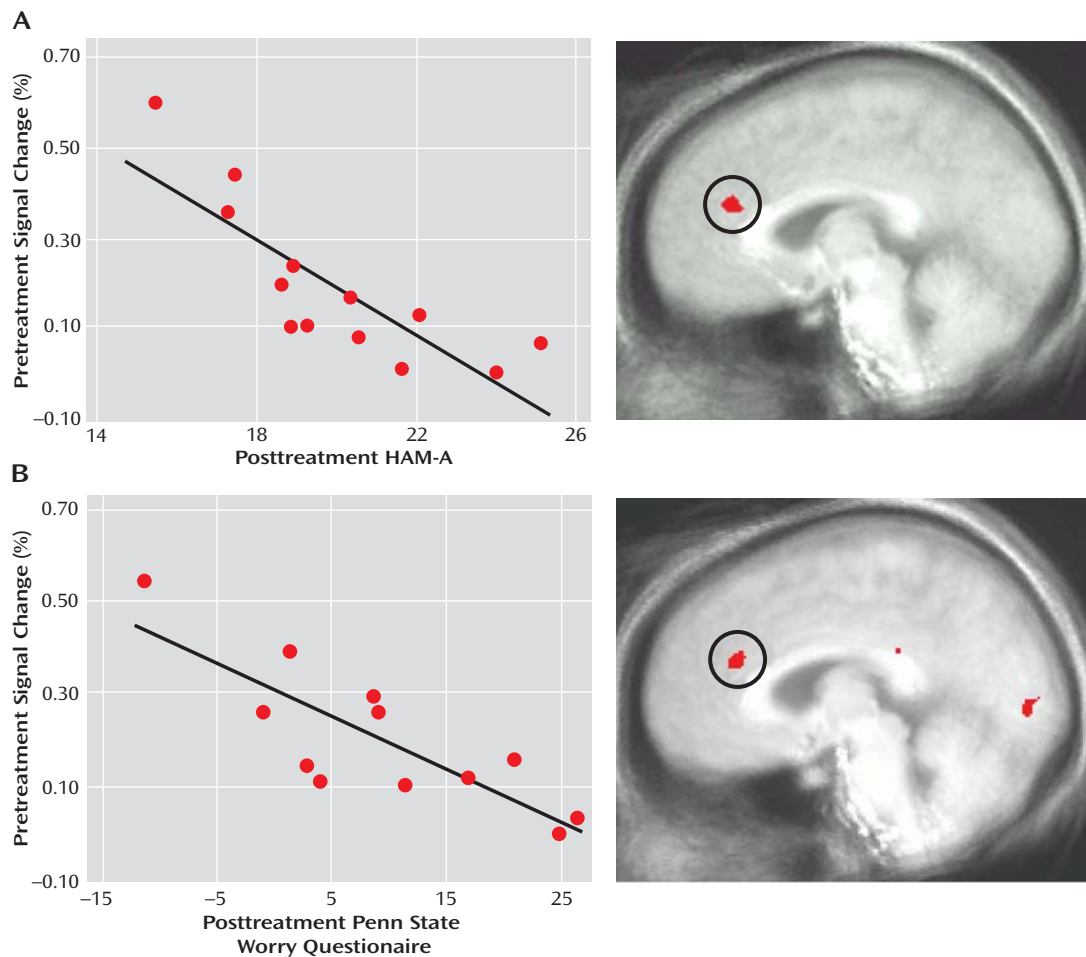 A
Pretreatment Signal Change (%)
0.70
0.50
0.30
0.10
–0.10
14
18
22
26
Posttreatment HAM-A
B
Pretreatment Signal Change (%)
0.70
0.50
0.30
0.10
–0.10
–15
–5
5
15
25
Posttreatment Penn State
Worry Questionaire